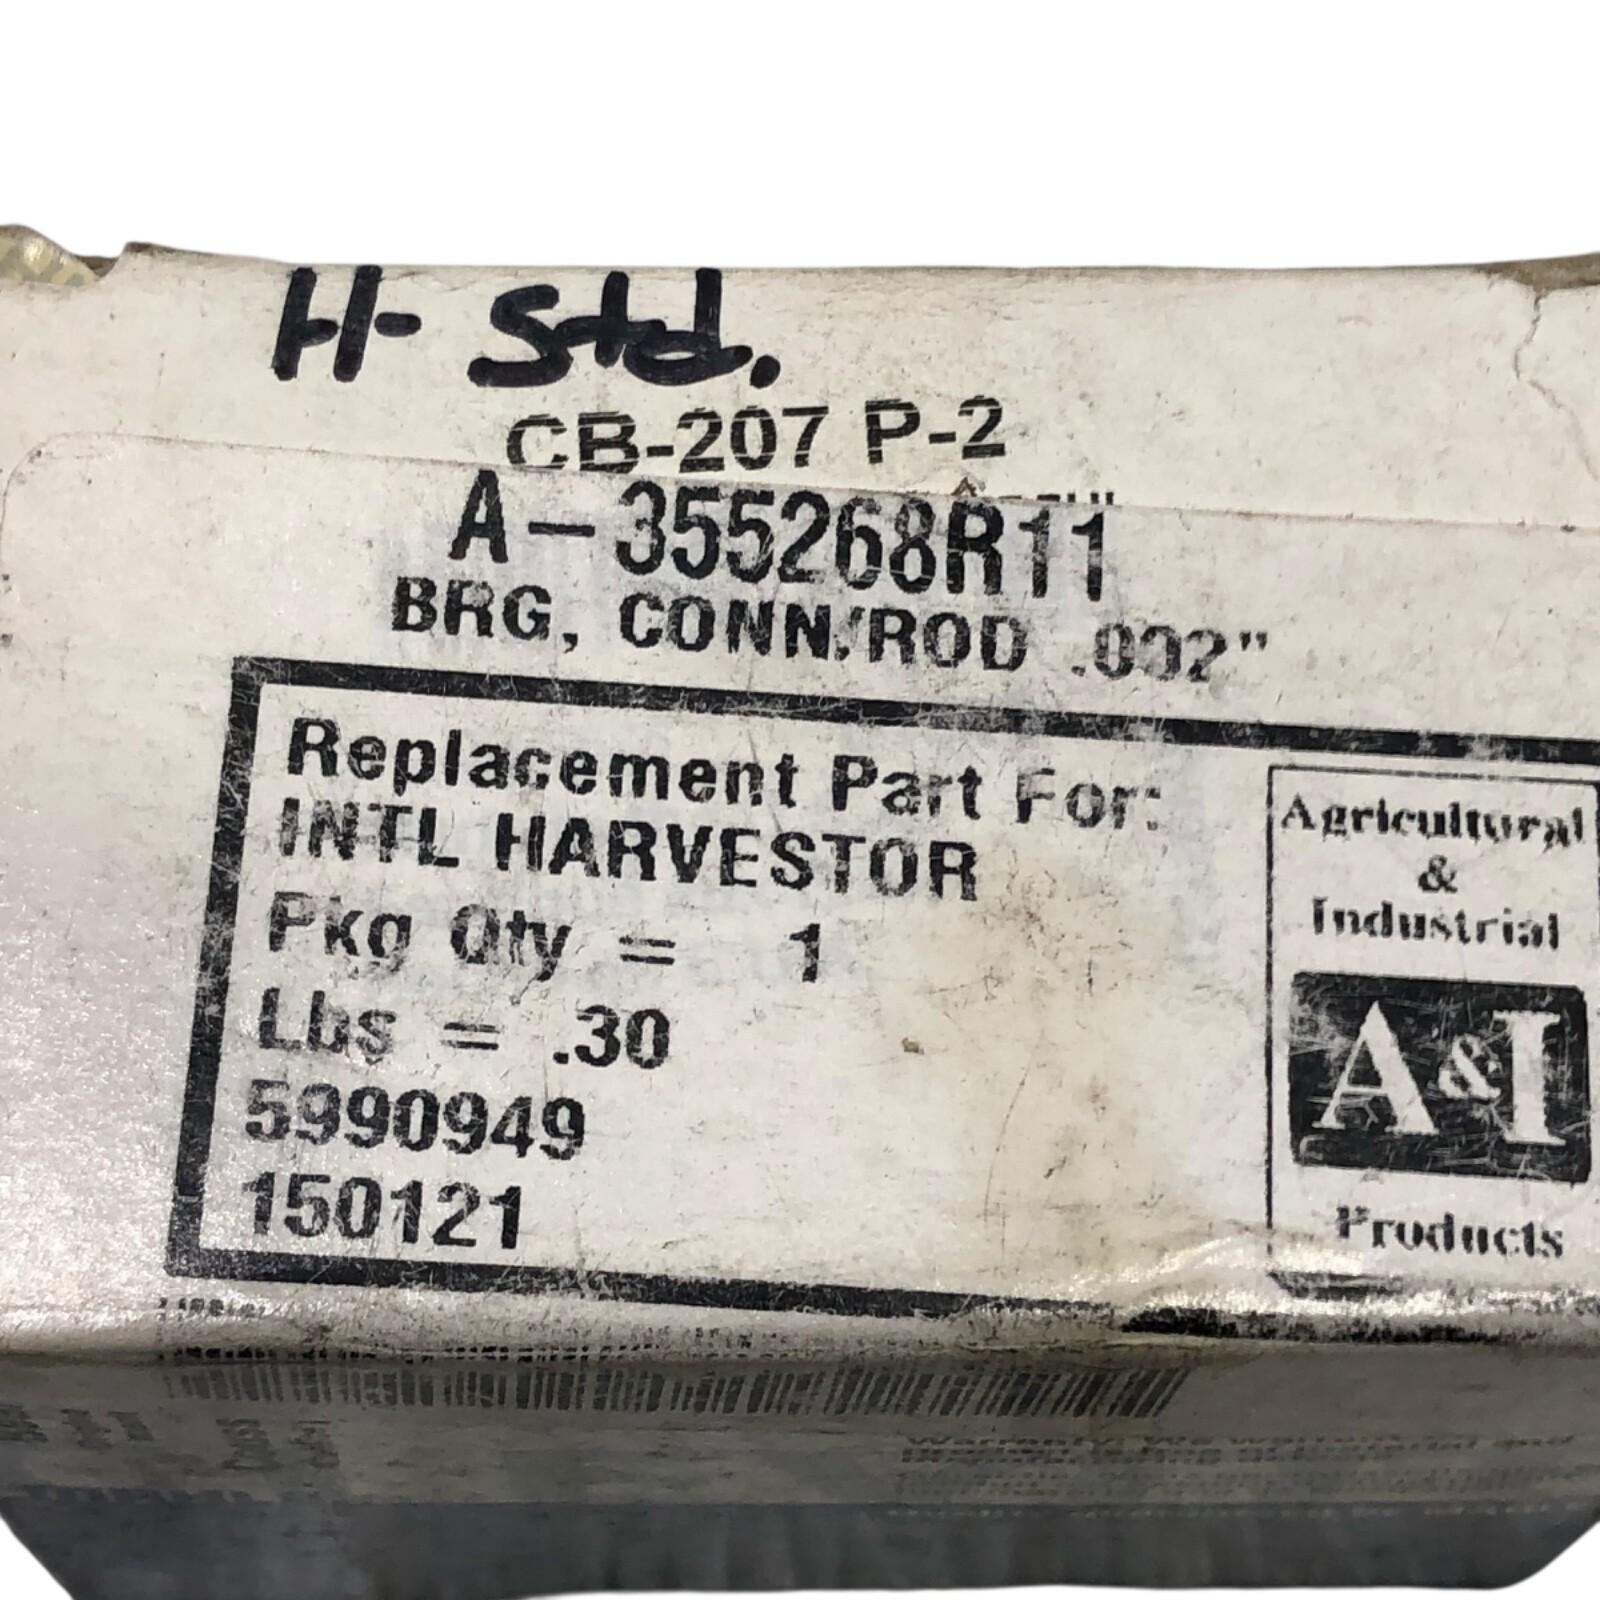 H- Std.
CB-207 P-2
A-355268R11
BRG, CONN/ROD .002"
Replacement Part For:
INTL HARVESTOR
Pkg Qty = 1
Lbs = .30
5990949
150121
Agricultural
&
Industrial
A&I
Products